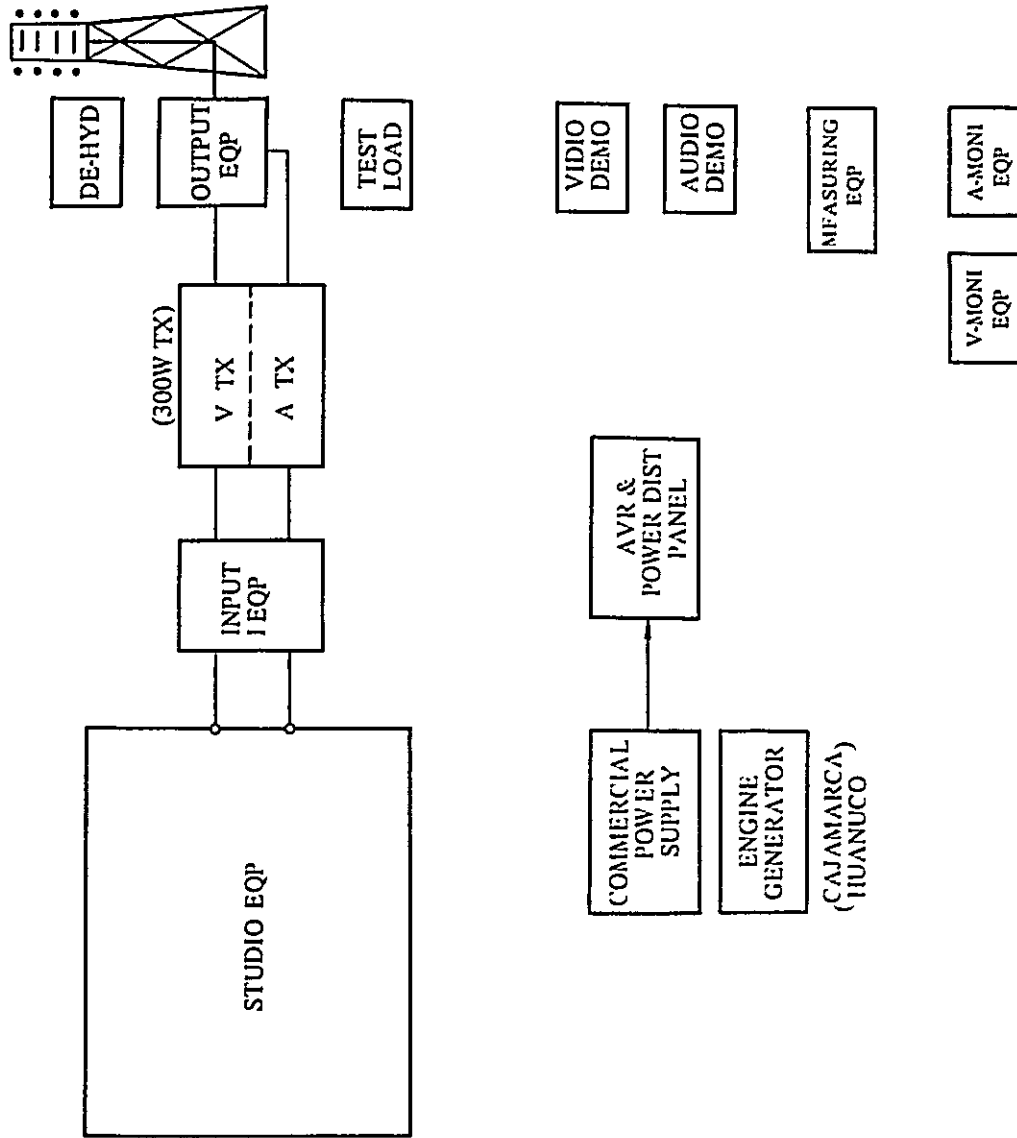 STUDIO EQP
INPUT
I EQP
(300W TX)
V TX
A TX
DE-HYD
OUTPUT
EQP
TEST
LOAD
COMMERCIAL
POWER
SUPPLY
ENGINE
GENERATOR
(CAJAMARCA)
HUANUCO
AVR &
POWER DIST
PANEL
VIDIO
DEMO
AUDIO
DEMO
MFASURING
EQP
V-MONI
EQP
A-MONI
EQP